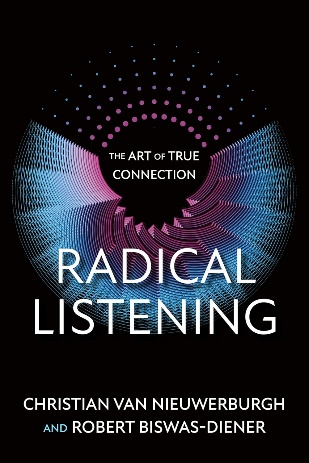 THE ART OF TRUE
CONNECTION
RADICAL
LISTENING
CHRISTIAN VAN NIEUWERBURGH
AND ROBERT BISWAS-DIENER